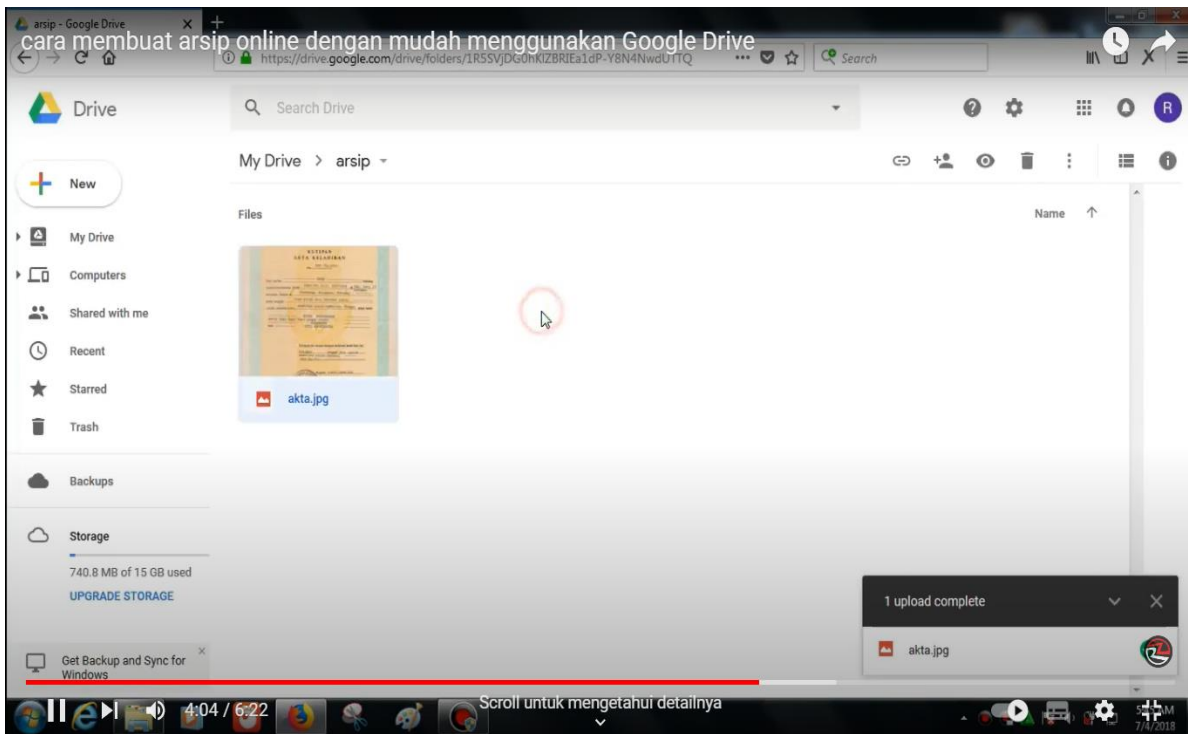 arsip - Google Drive
cara membuat arsip online dengan mudah menggunakan Google Drive
Search
Drive
Search Drive
R
My Drive > arsip
New
Files
Name
My Drive
Computers
Shared with me
Recent
Starred
Trash
Backups
Storage
740.8 MB of 15 GB used
UPGRADE STORAGE
Get Backup and Sync for
Windows
KUTIPAN
AKTA KELAHIRAN
akta.jpg
1 upload complete
akta.jpg
4:04 / 6:22
Scroll untuk mengetahui detailnya
7/4/2018